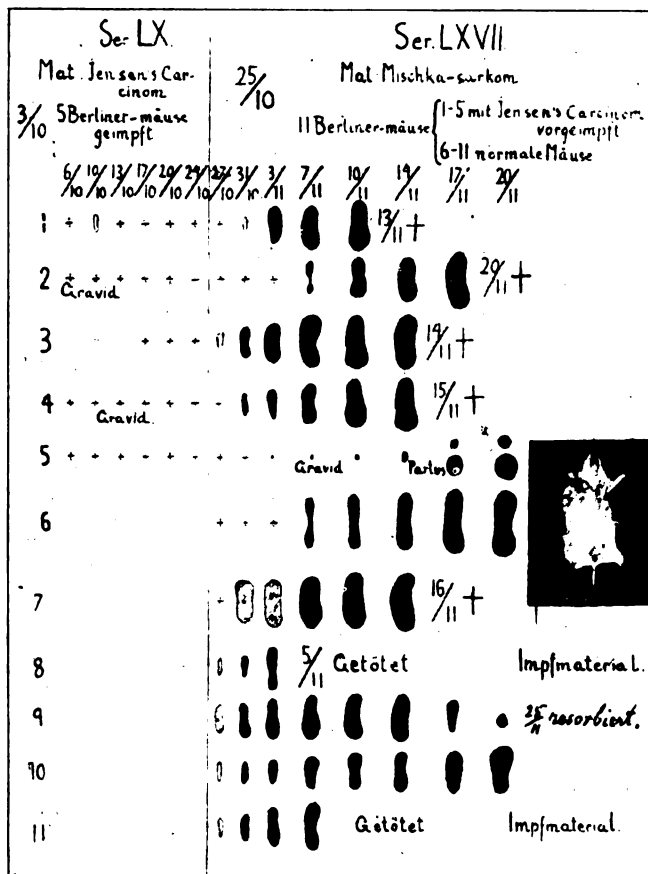 Ser LX
Mat. Jensen's Car-
cinom
3/10 5 Berliner-mäuse
geimpft
Ser. LXVII
25/10
Mat. Mischka-sarkom
11 Berliner-mäuse { 1-5 mit Jensen's Carcinom
vorgeimpft
6-11 normale Mäuse
6/10 10/10 13/10 17/10 20/10 24/10 27/10 31/10 3/11 7/11 10/11 14/11 17/11 20/11
1 13/11 +
2 20/11 +
Gravid
3 14/11 +
4 15/11 +
Gravid.
5 Gravid Partus
6
7 16/11 +
8 5/11 Getötet Impfmaterial.
9 25/11 resorbiert.
10
11 Getötet Impfmaterial.